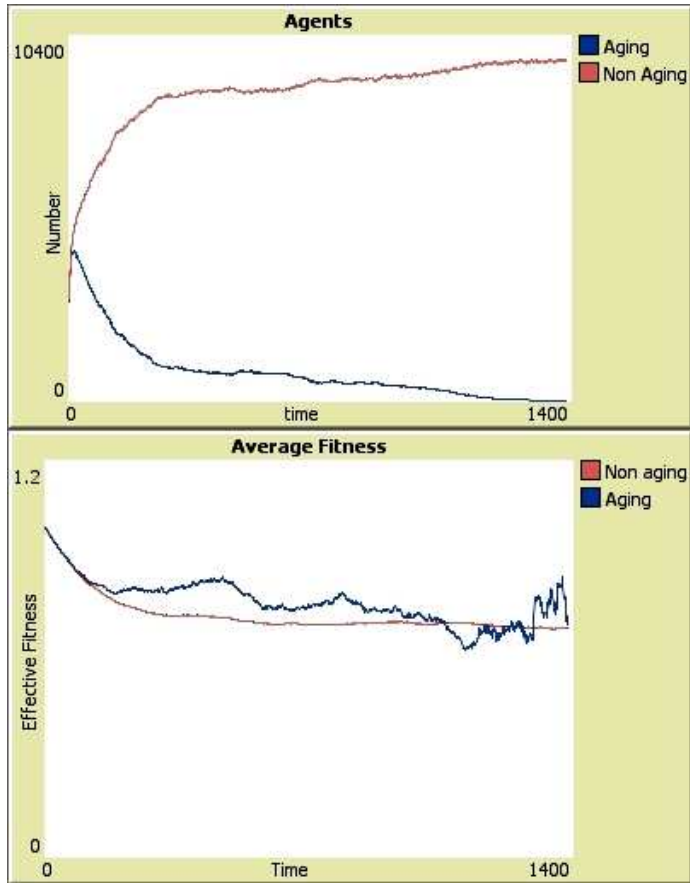 Agents
10400
Aging
Non Aging
Number
0
0 time 1400
Average Fitness
1.2
Non aging
Aging
Effective Fitness
0
0 Time 1400